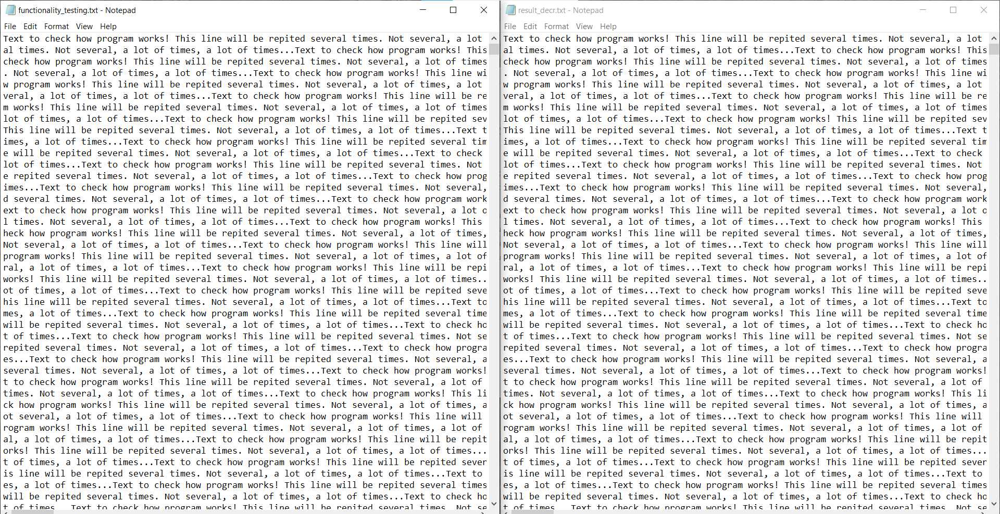 functionality_testing.txt - Notepad
File Edit Format View Help
Text to check how program works! This line will be repited several times. Not several, a lot
al times. Not several, a lot of times, a lot of times...Text to check how program works! This
check how program works! This line will be repited several times. Not several, a lot of times
. Not several, a lot of times, a lot of times...Text to check how program works! This line wi
w program works! This line will be repited several times. Not several, a lot of times, a lot
veral, a lot of times, a lot of times...Text to check how program works! This line will be re
m works! This line will be repited several times. Not several, a lot of times, a lot of times
lot of times, a lot of times...Text to check how program works! This line will be repited sev
This line will be repited several times. Not several, a lot of times, a lot of times...Text t
imes, a lot of times...Text to check how program works! This line will be repited several tim
e will be repited several times. Not several, a lot of times, a lot of times...Text to check
lot of times...Text to check how program works! This line will be repited several times. Not
e repited several times. Not several, a lot of times, a lot of times...Text to check how prog
imes...Text to check how program works! This line will be repited several times. Not several,
d several times. Not several, a lot of times, a lot of times...Text to check how program work
ext to check how program works! This line will be repited several times. Not several, a lot o
l times. Not several, a lot of times, a lot of times...Text to check how program works! This
heck how program works! This line will be repited several times. Not several, a lot of times,
Not several, a lot of times, a lot of times...Text to check how program works! This line will
program works! This line will be repited several times. Not several, a lot of times, a lot of
ral, a lot of times, a lot of times...Text to check how program works! This line will be repi
works! This line will be repited several times. Not several, a lot of times, a lot of times..
ot of times, a lot of times...Text to check how program works! This line will be repited seve
his line will be repited several times. Not several, a lot of times, a lot of times...Text to
mes, a lot of times...Text to check how program works! This line will be repited several time
will be repited several times. Not several, a lot of times, a lot of times...Text to check ho
t of times...Text to check how program works! This line will be repited several times. Not se
repited several times. Not several, a lot of times, a lot of times...Text to check how progra
es...Text to check how program works! This line will be repited several times. Not several, a
several times. Not several, a lot of times, a lot of times...Text to check how program works!
t to check how program works! This line will be repited several times. Not several, a lot of
times. Not several, a lot of times, a lot of times...Text to check how program works! This li
ck how program works! This line will be repited several times. Not several, a lot of times, a
ot several, a lot of times, a lot of times...Text to check how program works! This line will
rogram works! This line will be repited several times. Not several, a lot of times, a lot of
al, a lot of times, a lot of times...Text to check how program works! This line will be repit
orks! This line will be repited several times. Not several, a lot of times, a lot of times...
t of times, a lot of times...Text to check how program works! This line will be repited sever
is line will be repited several times. Not several, a lot of times, a lot of times...Text to
es, a lot of times...Text to check how program works! This line will be repited several times
will be repited several times. Not several, a lot of times, a lot of times...Text to check ho
t of times...Text to check how program works! This line will be repited several times. Not se
result_decr.txt - Notepad
File Edit Format View Help
Text to check how program works! This line will be repited several times. Not several, a lot
al times. Not several, a lot of times, a lot of times...Text to check how program works! This
check how program works! This line will be repited several times. Not several, a lot of times
. Not several, a lot of times, a lot of times...Text to check how program works! This line wi
w program works! This line will be repited several times. Not several, a lot of times, a lot
veral, a lot of times, a lot of times...Text to check how program works! This line will be re
m works! This line will be repited several times. Not several, a lot of times, a lot of times
lot of times, a lot of times...Text to check how program works! This line will be repited sev
This line will be repited several times. Not several, a lot of times, a lot of times...Text t
imes, a lot of times...Text to check how program works! This line will be repited several tim
e will be repited several times. Not several, a lot of times, a lot of times...Text to check
lot of times...Text to check how program works! This line will be repited several times. Not
e repited several times. Not several, a lot of times, a lot of times...Text to check how prog
imes...Text to check how program works! This line will be repited several times. Not several,
d several times. Not several, a lot of times, a lot of times...Text to check how program work
ext to check how program works! This line will be repited several times. Not several, a lot o
l times. Not several, a lot of times, a lot of times...Text to check how program works! This
heck how program works! This line will be repited several times. Not several, a lot of times,
Not several, a lot of times, a lot of times...Text to check how program works! This line will
program works! This line will be repited several times. Not several, a lot of times, a lot of
ral, a lot of times, a lot of times...Text to check how program works! This line will be repi
works! This line will be repited several times. Not several, a lot of times, a lot of times..
ot of times, a lot of times...Text to check how program works! This line will be repited seve
his line will be repited several times. Not several, a lot of times, a lot of times...Text to
mes, a lot of times...Text to check how program works! This line will be repited several time
will be repited several times. Not several, a lot of times, a lot of times...Text to check ho
t of times...Text to check how program works! This line will be repited several times. Not se
repited several times. Not several, a lot of times, a lot of times...Text to check how progra
es...Text to check how program works! This line will be repited several times. Not several, a
several times. Not several, a lot of times, a lot of times...Text to check how program works!
t to check how program works! This line will be repited several times. Not several, a lot of
times. Not several, a lot of times, a lot of times...Text to check how program works! This li
ck how program works! This line will be repited several times. Not several, a lot of times, a
ot several, a lot of times, a lot of times...Text to check how program works! This line will
rogram works! This line will be repited several times. Not several, a lot of times, a lot of
al, a lot of times, a lot of times...Text to check how program works! This line will be repit
orks! This line will be repited several times. Not several, a lot of times, a lot of times...
t of times, a lot of times...Text to check how program works! This line will be repited sever
is line will be repited several times. Not several, a lot of times, a lot of times...Text to
es, a lot of times...Text to check how program works! This line will be repited several times
will be repited several times. Not several, a lot of times, a lot of times...Text to check ho
t of times...Text to check how program works! This line will be repited several times. Not se